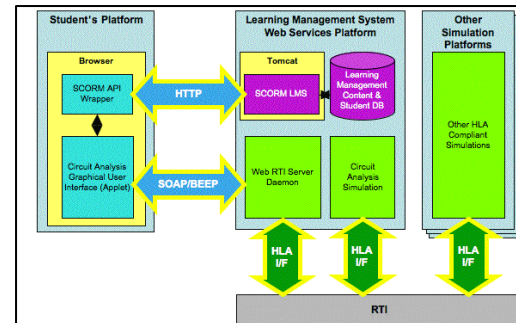 Student's Platform
Browser
SCORM API
Wrapper
Circuit Analysis
Graphical User
Interface (Applet)
HTTP
SOAP/BEEP
Learning Management System
Web Services Platform
Tomcat
SCORM LMS
Learning
Management
Content &
Student DB
Web RTI Server
Daemon
Circuit
Analysis
Simulation
Other
Simulation
Platforms
Other HLA
Compliant
Simulations
HLA
I/F
HLA
I/F
HLA
I/F
RTI